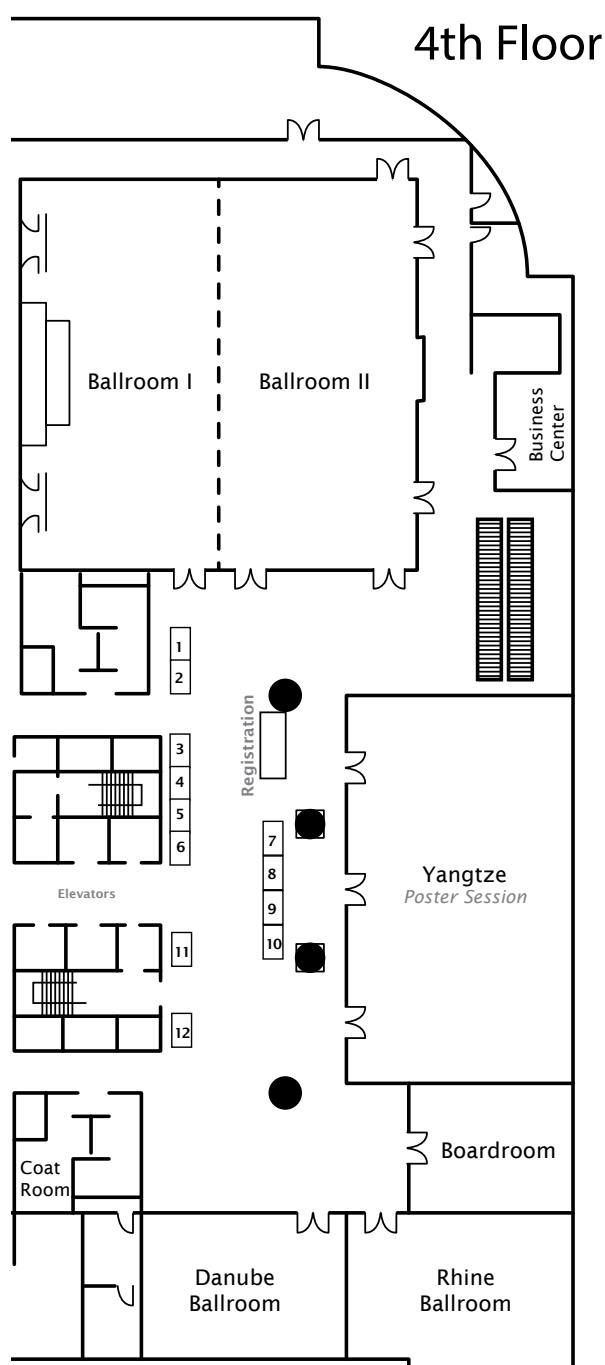 4th Floor
Ballroom I
Ballroom II
Business
Center
1
2
Registration
3
4
5
6
7
8
9
10
Yangtze
Poster Session
Elevators
11
12
Coat
Room
Boardroom
Danube
Ballroom
Rhine
Ballroom